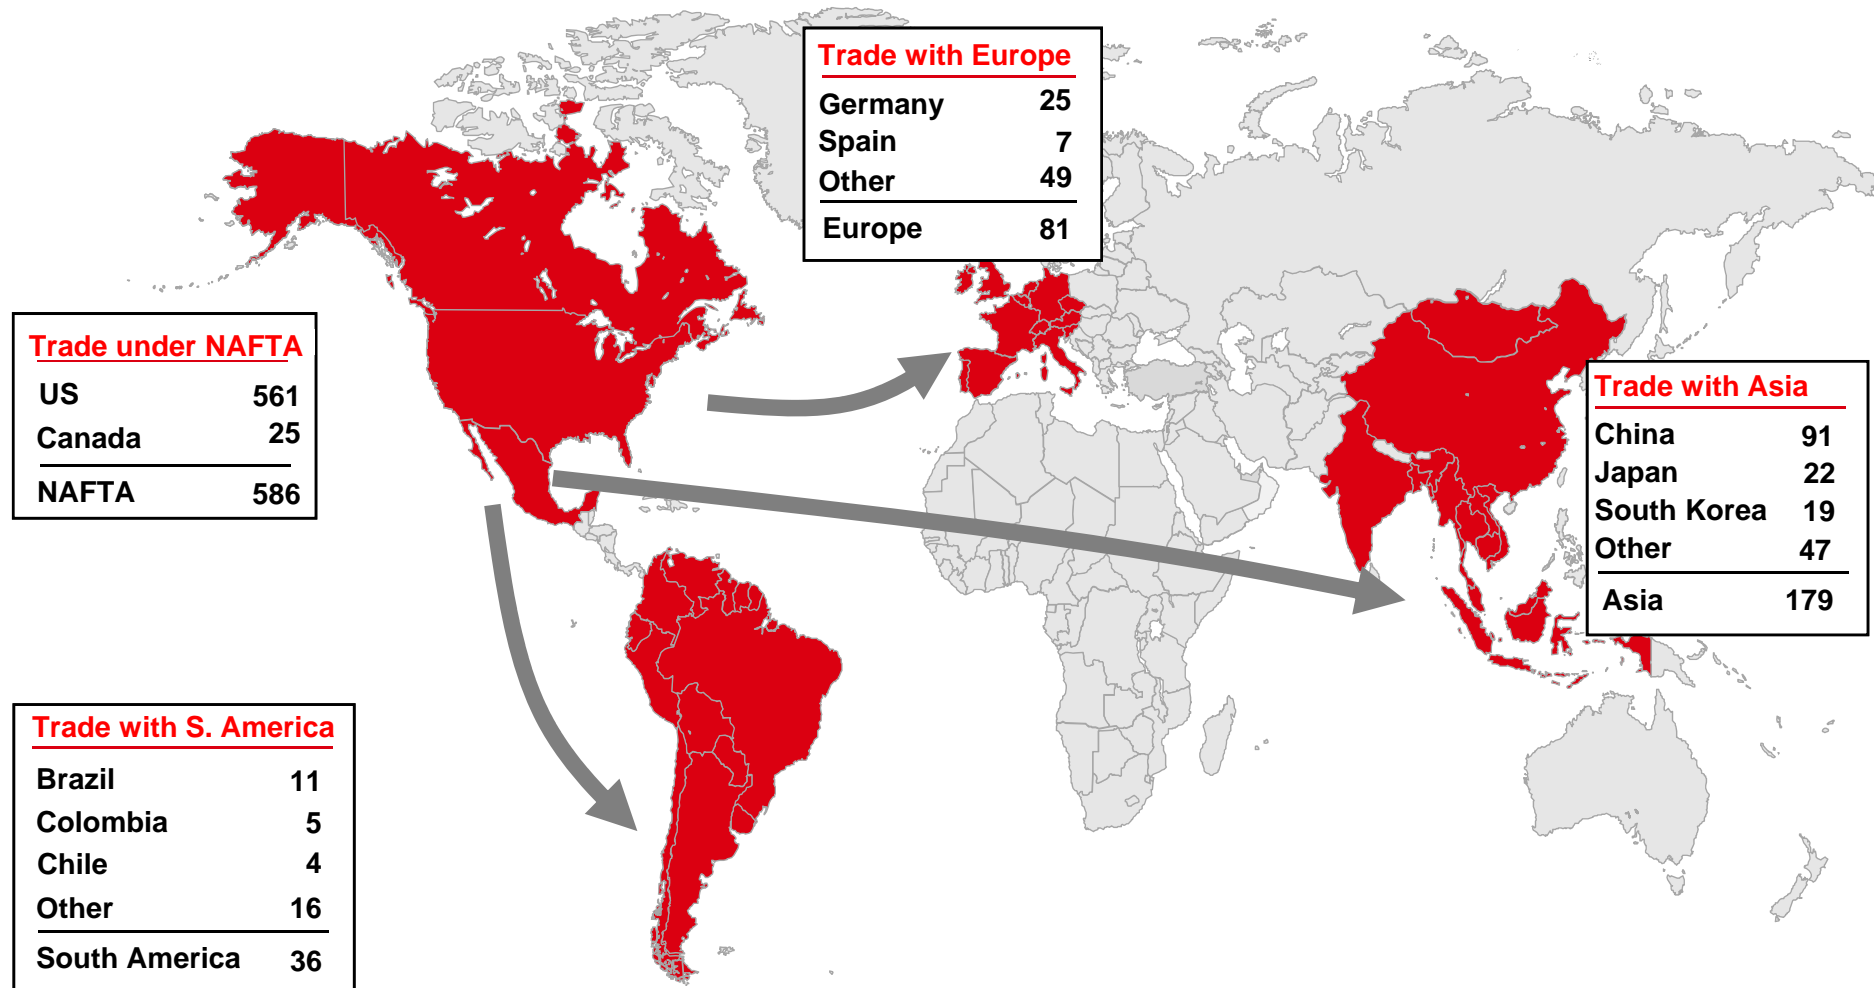 Trade with Europe
Germany 25
Spain 7
Other 49
Europe 81
Trade under NAFTA
US 561
Canada 25
NAFTA 586
Trade with Asia
China 91
Japan 22
South Korea 19
Other 47
Asia 179
Trade with S. America
Brazil 11
Colombia 5
Chile 4
Other 16
South America 36